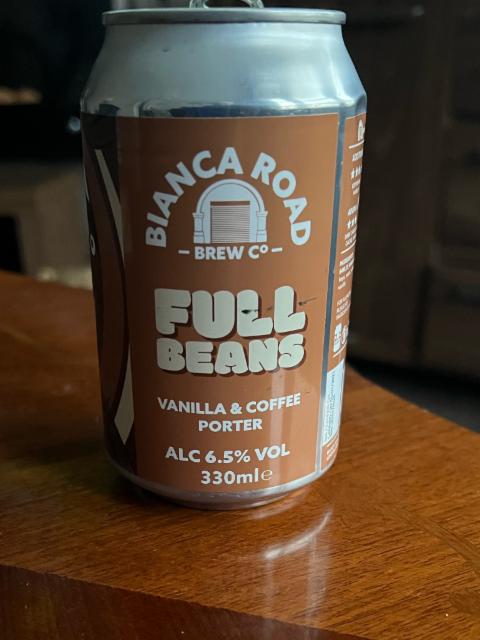 BIANCA ROAD
– BREW Cº –
FULL
BEANS
VANILLA & COFFEE
PORTER
ALC 6.5% VOL
330ml℮